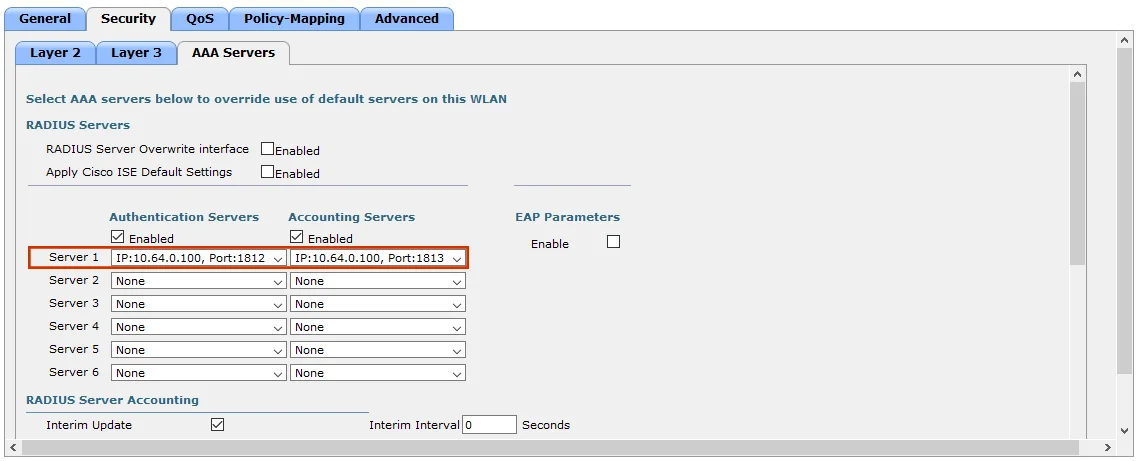 General Security QoS Policy-Mapping Advanced
Layer 2 Layer 3 AAA Servers
Select AAA servers below to override use of default servers on this WLAN
RADIUS Servers
RADIUS Server Overwrite interface Enabled
Apply Cisco ISE Default Settings Enabled
Authentication Servers Accounting Servers EAP Parameters
Enabled Enabled Enable
Server 1 IP:10.64.0.100, Port:1812 IP:10.64.0.100, Port:1813
Server 2 None None
Server 3 None None
Server 4 None None
Server 5 None None
Server 6 None None
RADIUS Server Accounting
Interim Update Interim Interval 0 Seconds